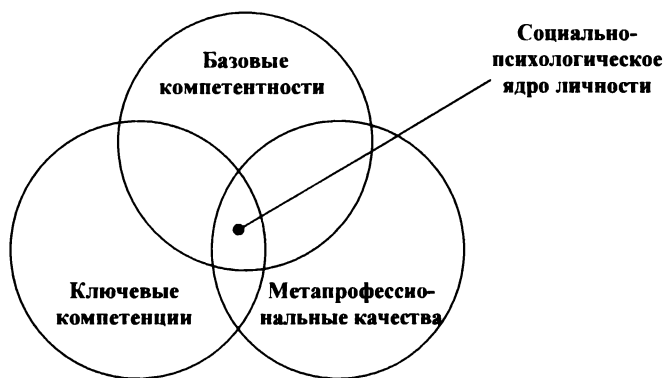 Социально-
психологическое
ядро личности
Базовые
компетентности
Ключевые
компетенции
Метапрофессио-
нальные качества